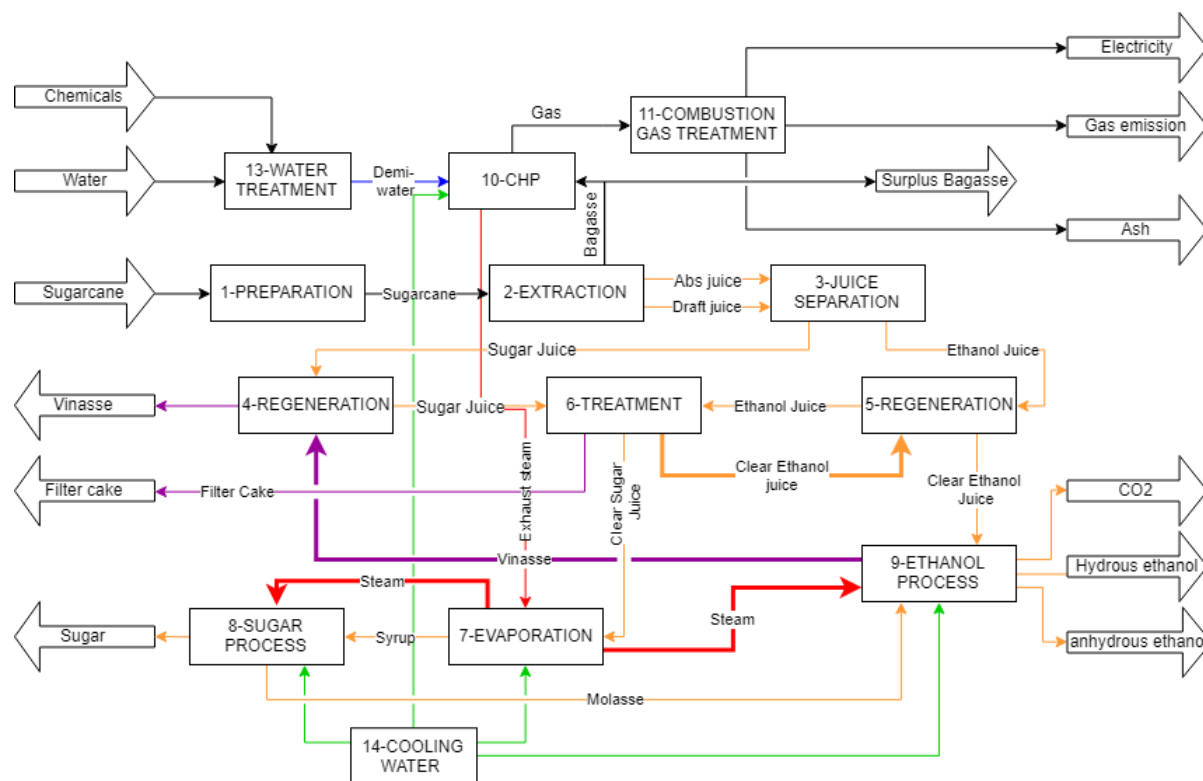 Electricity
Chemicals
Gas
11-COMBUSTION
GAS TREATMENT
Gas emission
Water
13-WATER
TREATMENT
Demi-
water
10-CHP
Surplus Bagasse
Bagasse
Ash
Sugarcane
1-PREPARATION
Sugarcane
2-EXTRACTION
Abs juice
Draft juice
3-JUICE
SEPARATION
Sugar Juice
Ethanol Juice
Vinasse
4-REGENERATION
Sugar Juice
6-TREATMENT
Ethanol Juice
5-REGENERATION
Filter cake
Filter Cake
Exhaust steam
Clear Sugar
Juice
Clear Ethanol
juice
Clear Ethanol
Juice
CO2
Vinasse
9-ETHANOL
PROCESS
Hydrous ethanol
Steam
Steam
Sugar
8-SUGAR
PROCESS
Syrup
7-EVAPORATION
anhydrous ethanol
Molasse
14-COOLING
WATER